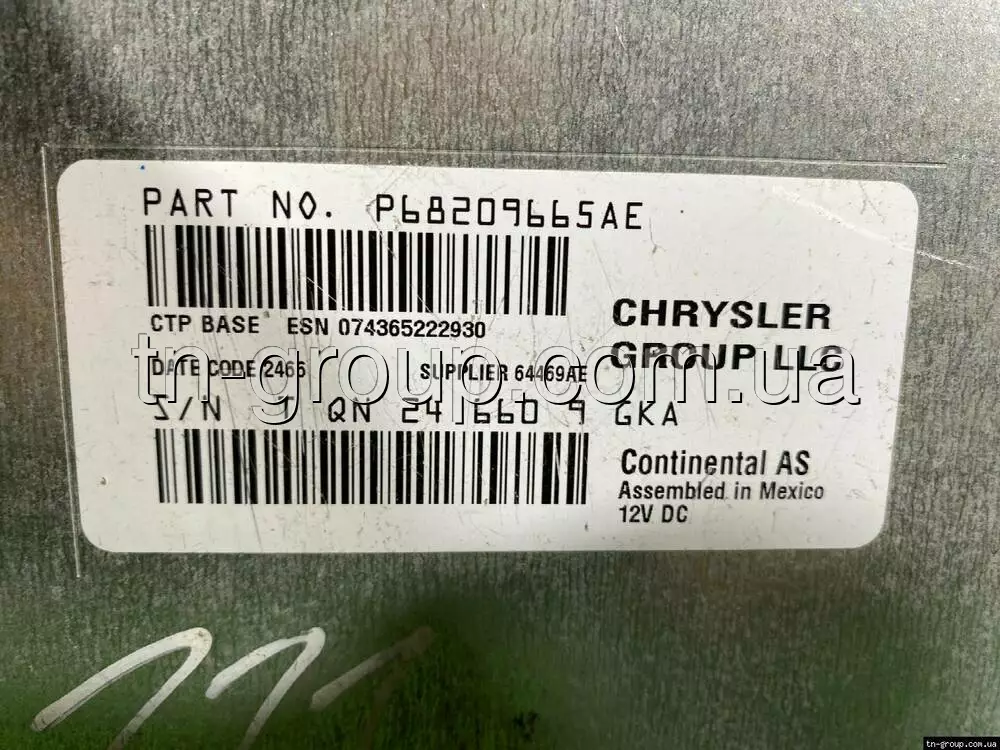 PART NO. P68209665AE
CTP BASE ESN 074365222930
CHRYSLER
GROUP LLC
DATE CODE 2466 SUPPLIER 64469AE
S/N T QN 24 660 9 GKA
Continental AS
Assembled in Mexico
12V DC
tn-group.com.ua
tn-group.com.ua